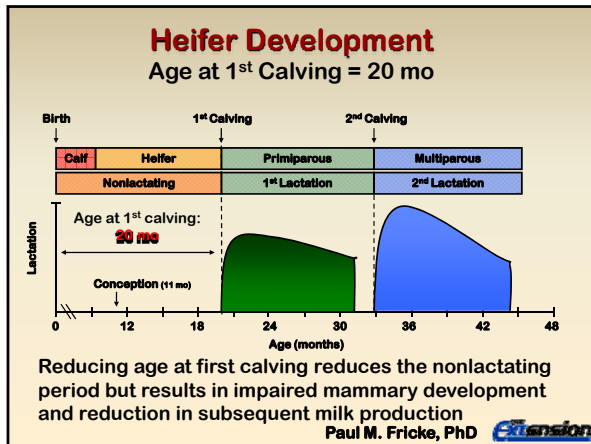 Heifer Development
Age at 1st Calving = 20 mo
Birth
1st Calving
2nd Calving
Calf
Heifer
Primiparous
Multiparous
Nonlactating
1st Lactation
2nd Lactation
Lactation
Age at 1st calving:
20 mo
Conception (11 mo)
0 12 18 24 30 36 42 48
Age (months)
Reducing age at first calving reduces the nonlactating
period but results in impaired mammary development
and reduction in subsequent milk production
Paul M. Fricke, PhD
Extension